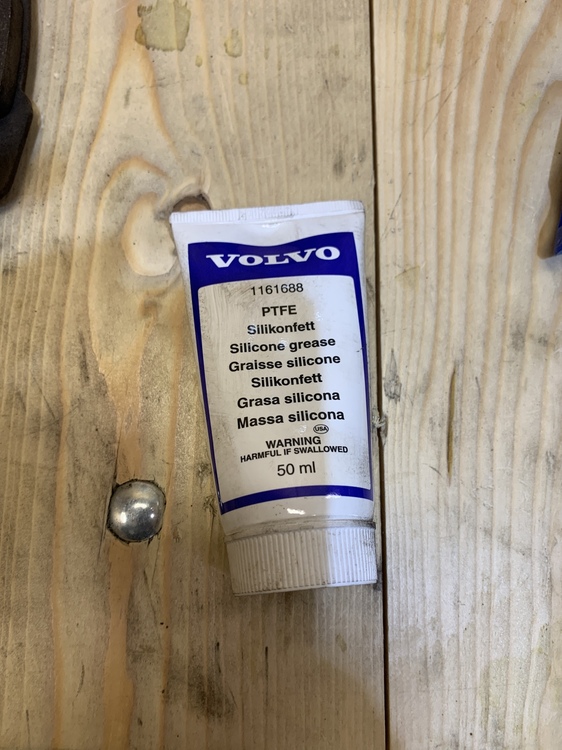 VOLVO
1161688
PTFE
Silikonfett
Silicone grease
Graisse silicone
Silikonfett
Grasa silicona
Massa silicona
USA
WARNING
HARMFUL IF SWALLOWED
50 ml